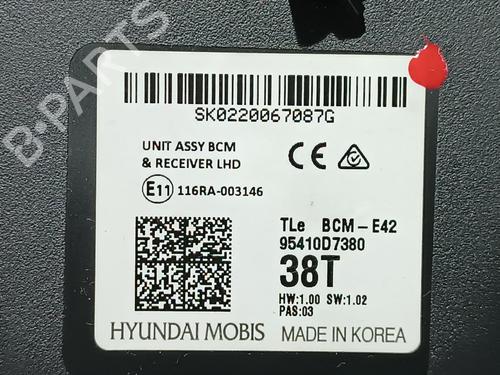 B-PARTS
SK0220067087G
UNIT ASSY BCM
& RECEIVER LHD
CE
E11 116RA-003146
TLe BCM-E42
95410D7380
38T
HW:1.00 SW:1.02
PAS:03
HYUNDAI MOBIS MADE IN KOREA